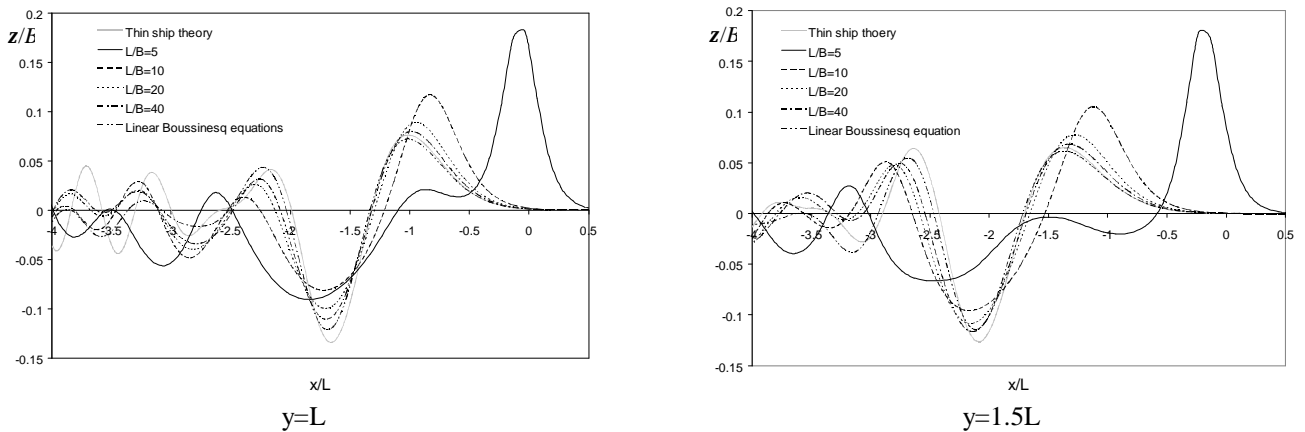 0.2
z/B
0.15
0.1
0.05
0
-0.05
-0.1
-0.15
Thin ship theory
L/B=5
L/B=10
L/B=20
L/B=40
Linear Boussinesq equations
-4
-3.5
-3
-2.5
-2
-1.5
-1
-0.5
0
0.5
x/L
y=L
0.2
z/B
0.15
0.1
0.05
0
-0.05
-0.1
-0.15
Thin ship thoery
L/B=5
L/B=10
L/B=20
L/B=40
Linear Boussinesq equation
-4
-3.5
-3
-2.5
-2
-1.5
-1
-0.5
0
0.5
x/L
y=1.5L